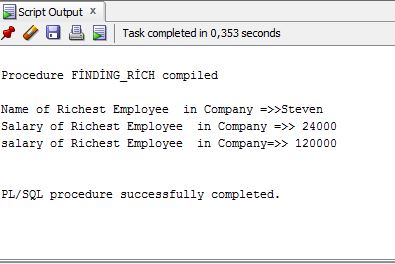 Script Output x
Task completed in 0,353 seconds
Procedure FİNDİNG_RİCH compiled
Name of Richest Employee  in Company =>>Steven
Salary of Richest Employee  in Company =>> 24000
salary of Richest Employee  in Company=>> 120000
PL/SQL procedure successfully completed.